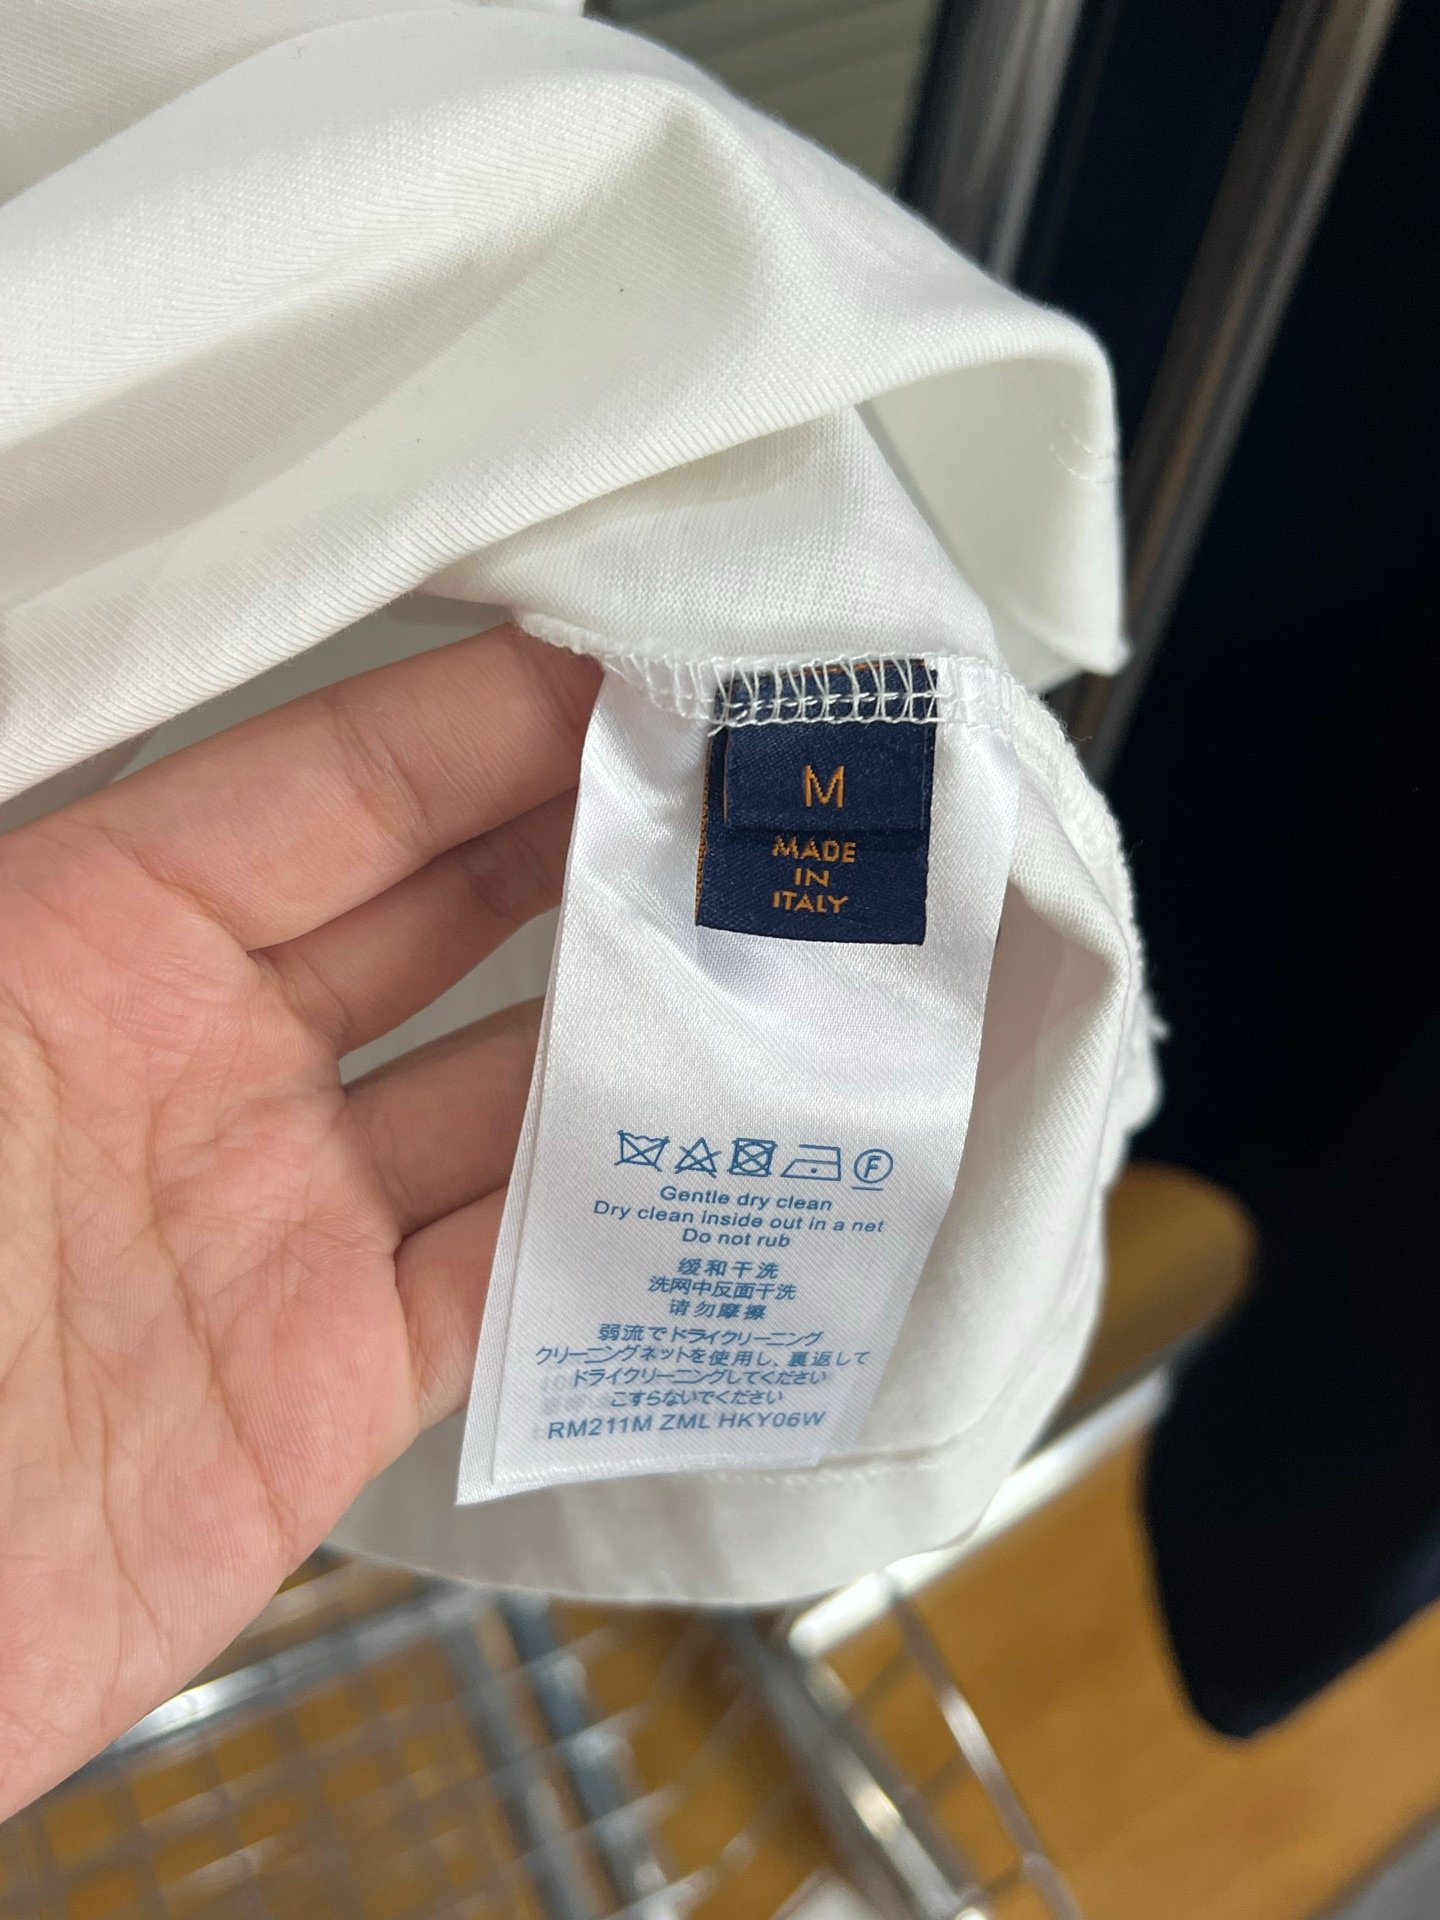 M
MADE
IN
ITALY
F
Gentle dry clean
Dry clean inside out in a net
Do not rub
缓和干洗
洗网中反面干洗
请勿摩擦
弱流でドライクリーニング
クリーニングネットを使用し、裏返して
ドライクリーニングしてください
こすらないでください
RM211M ZML HKY06W